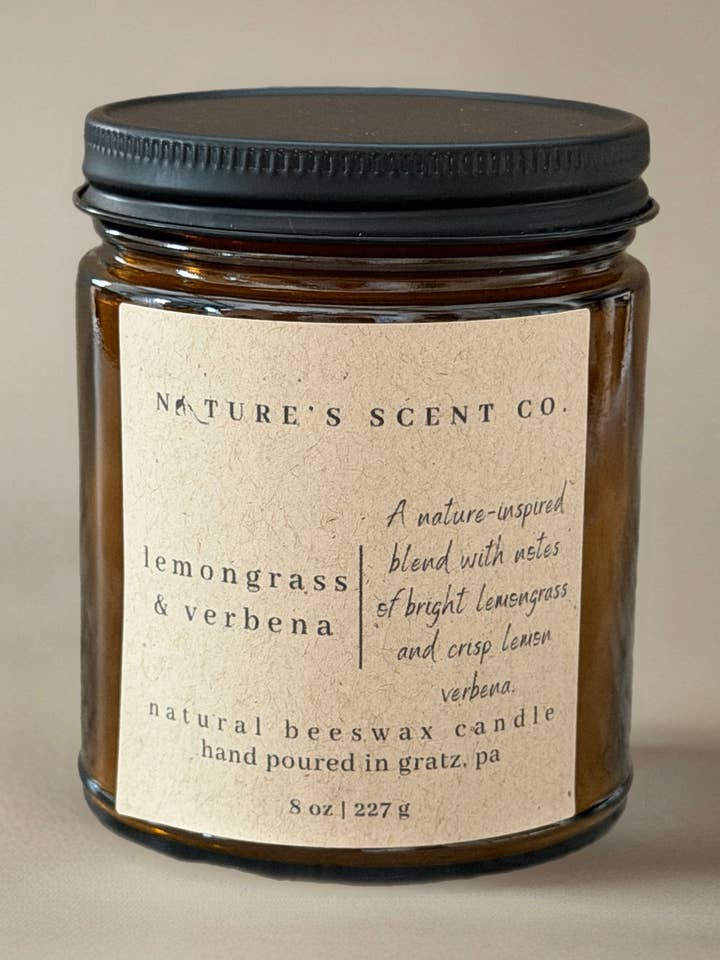 NATURE'S SCENT CO.
lemongrass
& verbena
A nature-inspired
blend with notes
of bright lemongrass
and crisp lemon
verbena.
natural beeswax candle
hand poured in gratz, pa
8 oz | 227 g